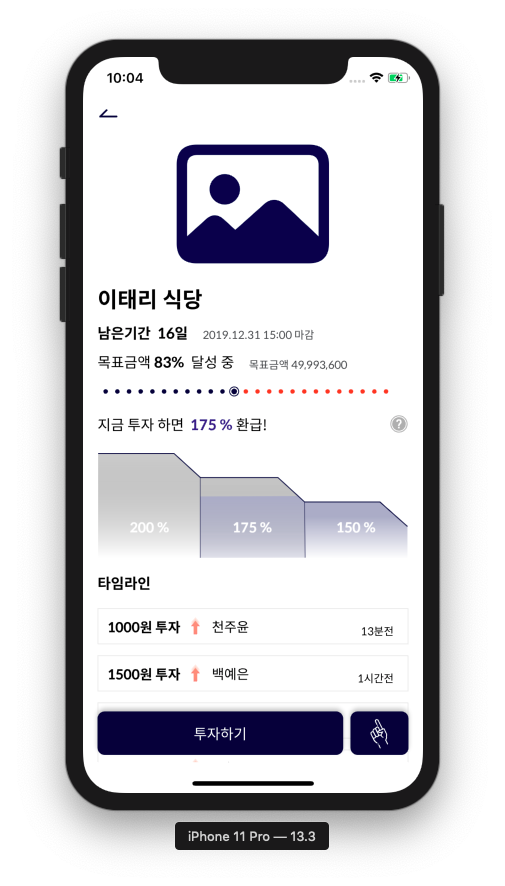 10:04
이태리 식당
남은기간 16일 2019.12.31 15:00 마감
목표금액 83% 달성 중 목표금액 49,993,600
지금 투자 하면 175 % 환급! ?
200 % 175 % 150 %
타임라인
1000원 투자 천주윤 13분전
1500원 투자 백예은 1시간전
투자하기
iPhone 11 Pro — 13.3